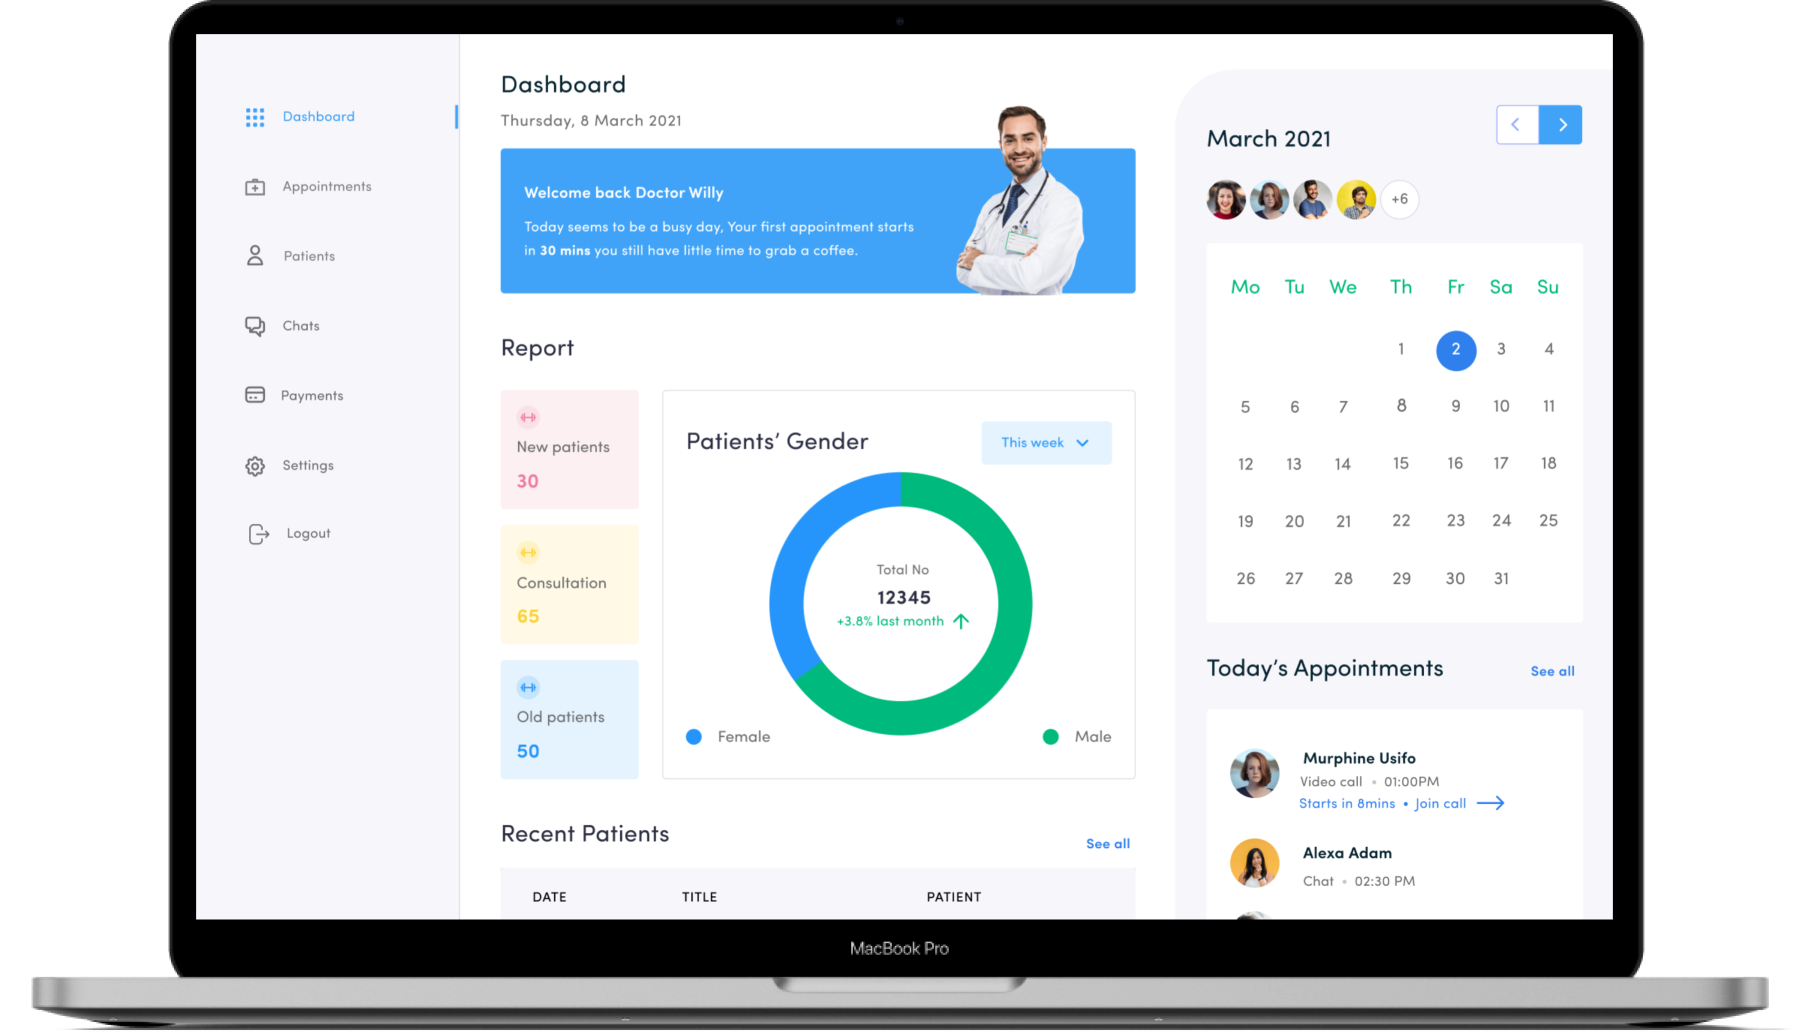 Dashboard
Appointments
Patients
Chats
Payments
Settings
Logout
Dashboard
Thursday, 8 March 2021
Welcome back Doctor Willy
Today seems to be a busy day, Your first appointment starts
in 30 mins you still have little time to grab a coffee.
Report
New patients
30
Consultation
65
Old patients
50
Patients’ Gender
This week
Total No
12345
+3.8% last month
Female
Male
Recent Patients
See all
DATE TITLE PATIENT
March 2021
+6
Mo Tu We Th Fr Sa Su
1 2 3 4
5 6 7 8 9 10 11
12 13 14 15 16 17 18
19 20 21 22 23 24 25
26 27 28 29 30 31
Today’s Appointments
See all
Murphine Usifo
Video call • 01:00PM
Starts in 8mins • Join call
Alexa Adam
Chat • 02:30 PM
MacBook Pro